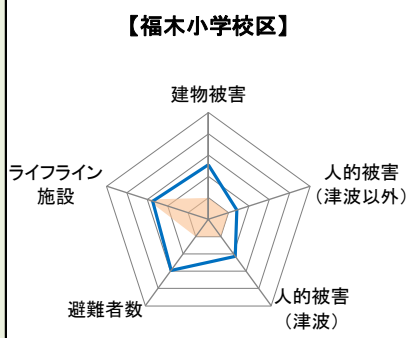 【福木小学校区】
建物被害
ライフライン
施設
人的被害
（津波以外）
避難者数
人的被害
（津波）